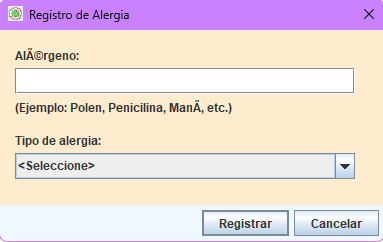 Registro de Alergia
AlÃ©rgeno:
(Ejemplo: Polen, Penicilina, ManÃ­, etc.)
Tipo de alergia:
<Seleccione>
Registrar
Cancelar